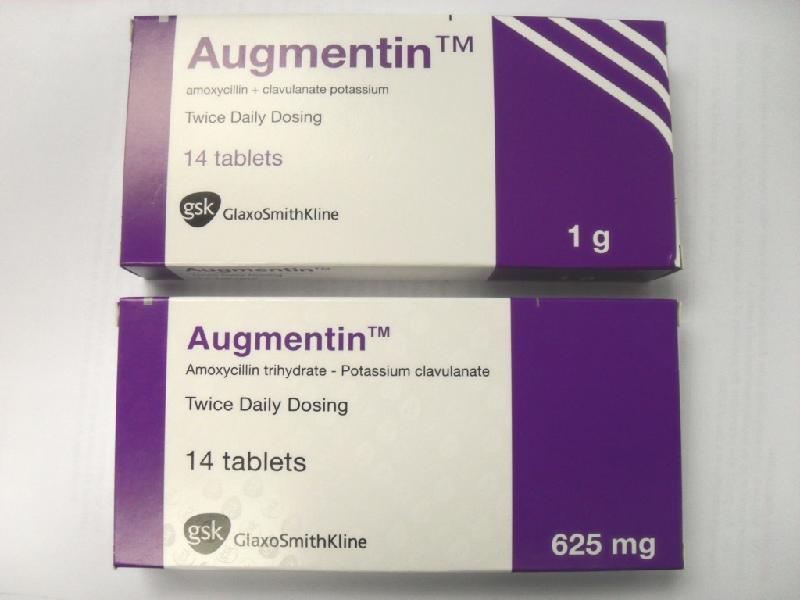 Augmentin™
amoxycillin + clavulanate potassium
Twice Daily Dosing
14 tablets
gsk GlaxoSmithKline
1 g
Augmentin™
Augmentin™
Amoxycillin trihydrate - Potassium clavulanate
Twice Daily Dosing
14 tablets
gsk GlaxoSmithKline
625 mg